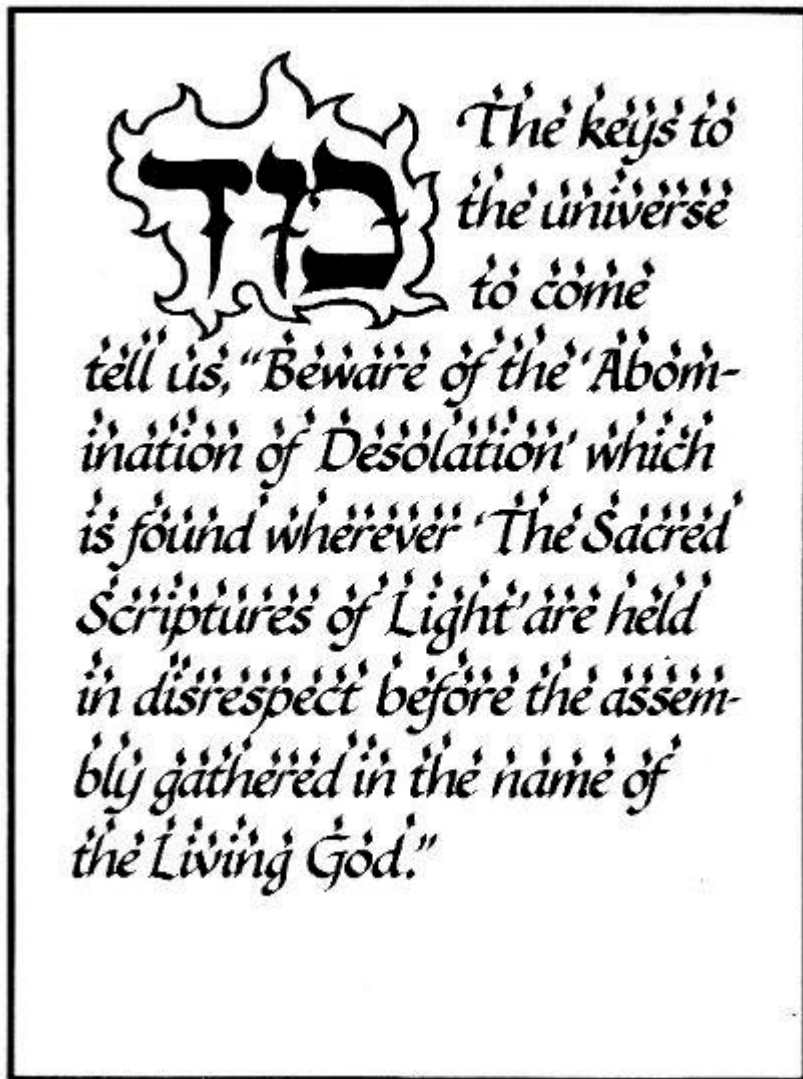 The keys to
the universe
to come
tell us, “Beware of the ‘Abom-
ination of Desolation’ which
is found wherever ‘The Sacred
Scriptures of Light’ are held
in disrespect before the assem-
bly gathered in the name of
the Living God.”